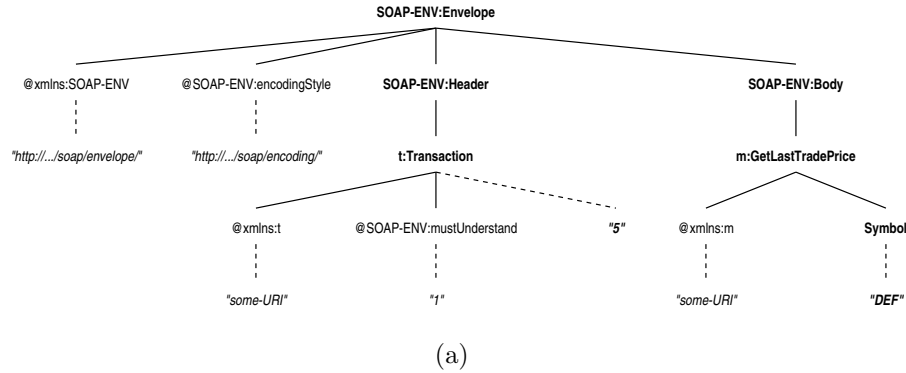 SOAP-ENV:Envelope
@xmlns:SOAP-ENV @SOAP-ENV:encodingStyle SOAP-ENV:Header SOAP-ENV:Body
"http://.../soap/envelope/" "http://.../soap/encoding/" t:Transaction m:GetLastTradePrice
@xmlns:t @SOAP-ENV:mustUnderstand "5" @xmlns:m Symbol
"some-URI" "1" "some-URI" "DEF"
(a)